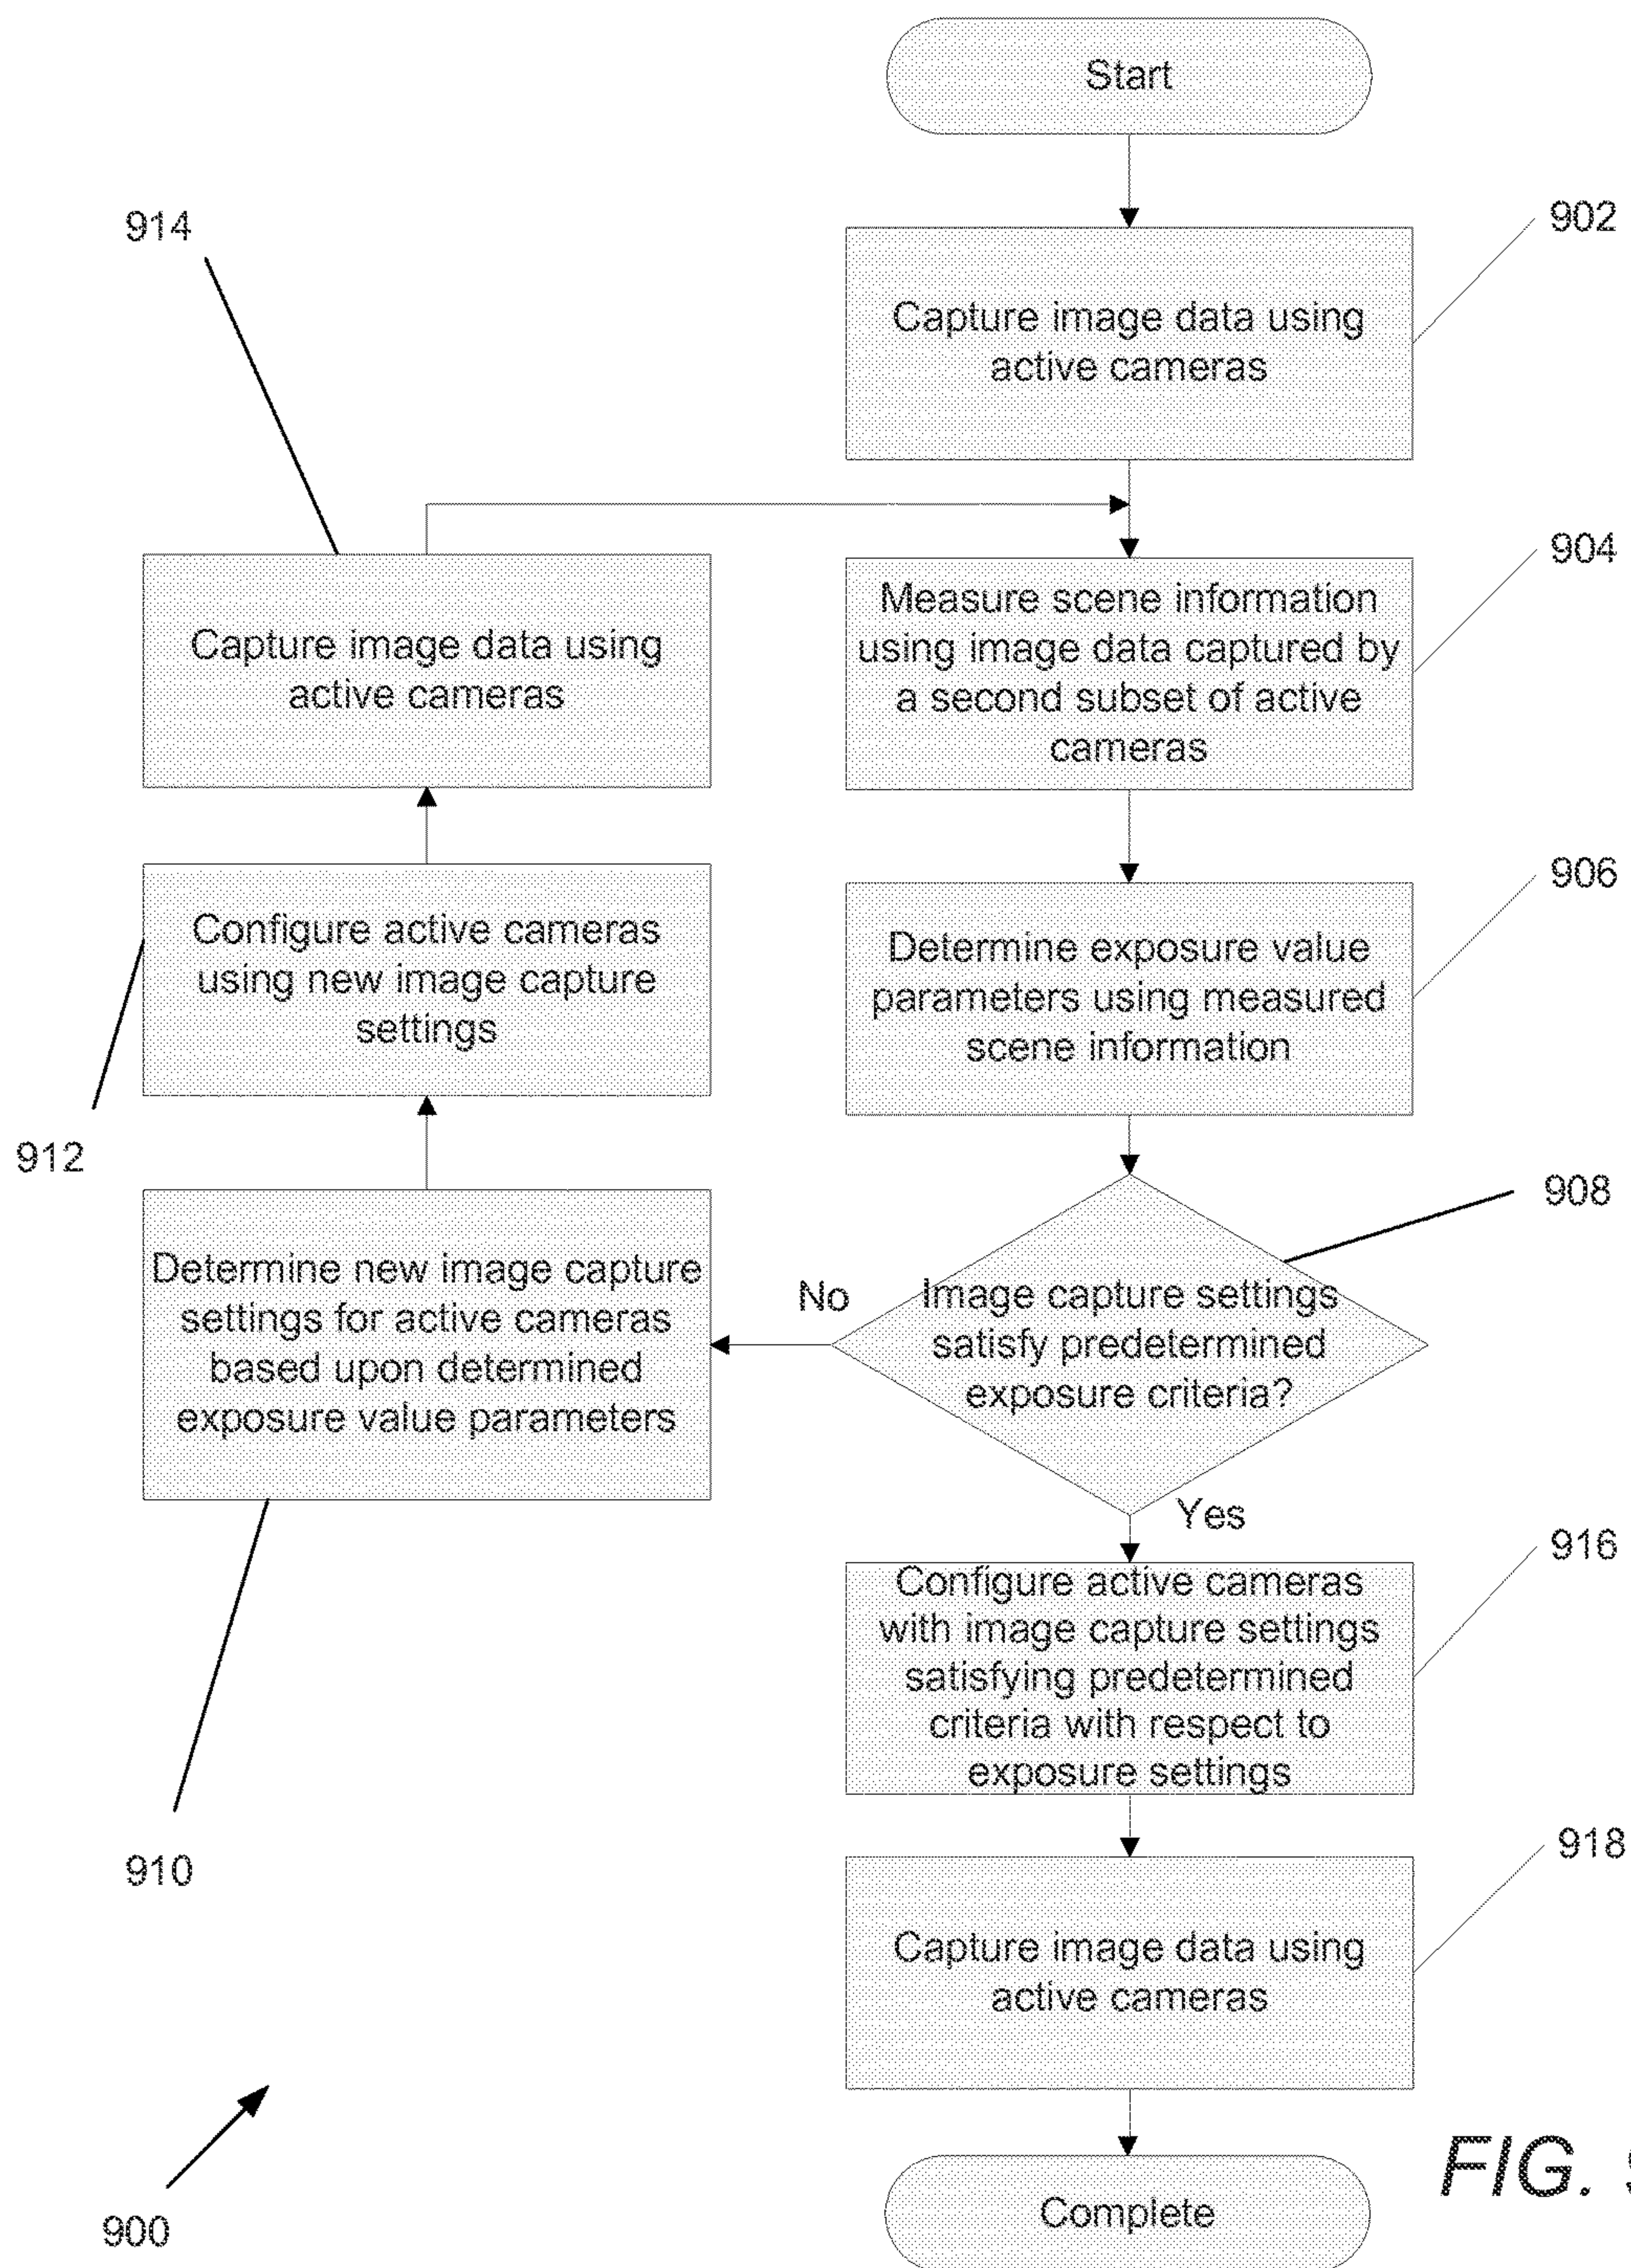 Start
902
Capture image data using
active cameras
914
904
Measure scene information
using image data captured by
a second subset of active
cameras
Capture image data using
active cameras
906
Determine exposure value
parameters using measured
scene information
Configure active cameras
using new image capture
settings
912
908
Image capture settings
satisfy predetermined
exposure criteria?
No
Determine new image capture
settings for active cameras
based upon determined
exposure value parameters
910
Yes
916
Configure active cameras
with image capture settings
satisfying predetermined
criteria with respect to
exposure settings
918
Capture image data using
active cameras
Complete
900
FIG.